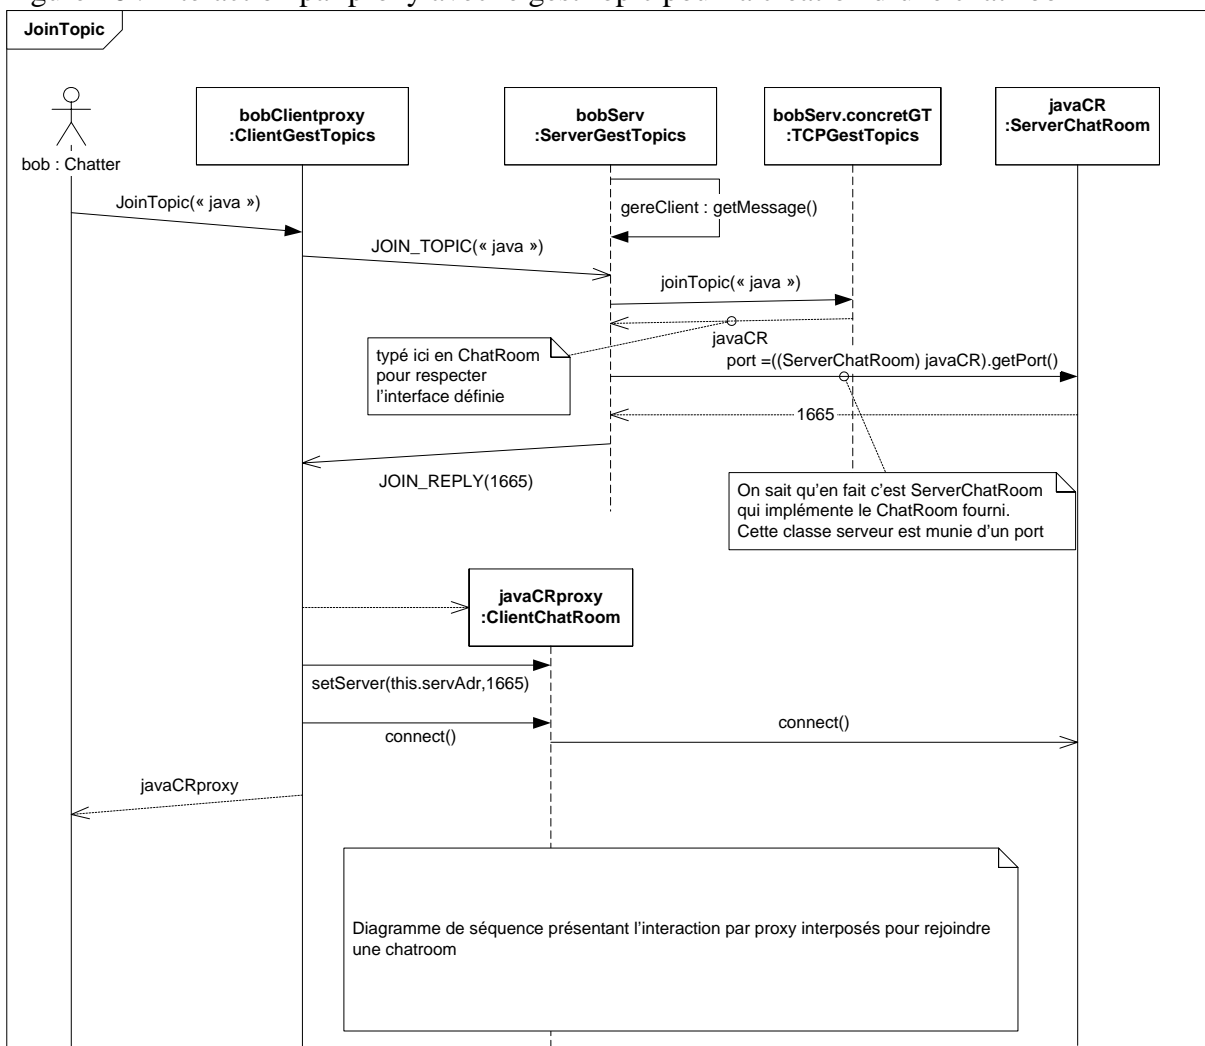 JoinTopic
bob : Chatter
bobClientproxy
:ClientGestTopics
bobServ
:ServerGestTopics
bobServ.concretGT
:TCPGestTopics
javaCR
:ServerChatRoom
JoinTopic(« java »)
gereClient : getMessage()
JOIN_TOPIC(« java »)
joinTopic(« java »)
javaCR
typé ici en ChatRoom
pour respecter
l’interface définie
port =((ServerChatRoom) javaCR).getPort()
1665
JOIN_REPLY(1665)
On sait qu’en fait c’est ServerChatRoom
qui implémente le ChatRoom fourni.
Cette classe serveur est munie d’un port
javaCRproxy
:ClientChatRoom
setServer(this.servAdr,1665)
connect()
connect()
javaCRproxy
Diagramme de séquence présentant l’interaction par proxy interposés pour rejoindre
une chatroom